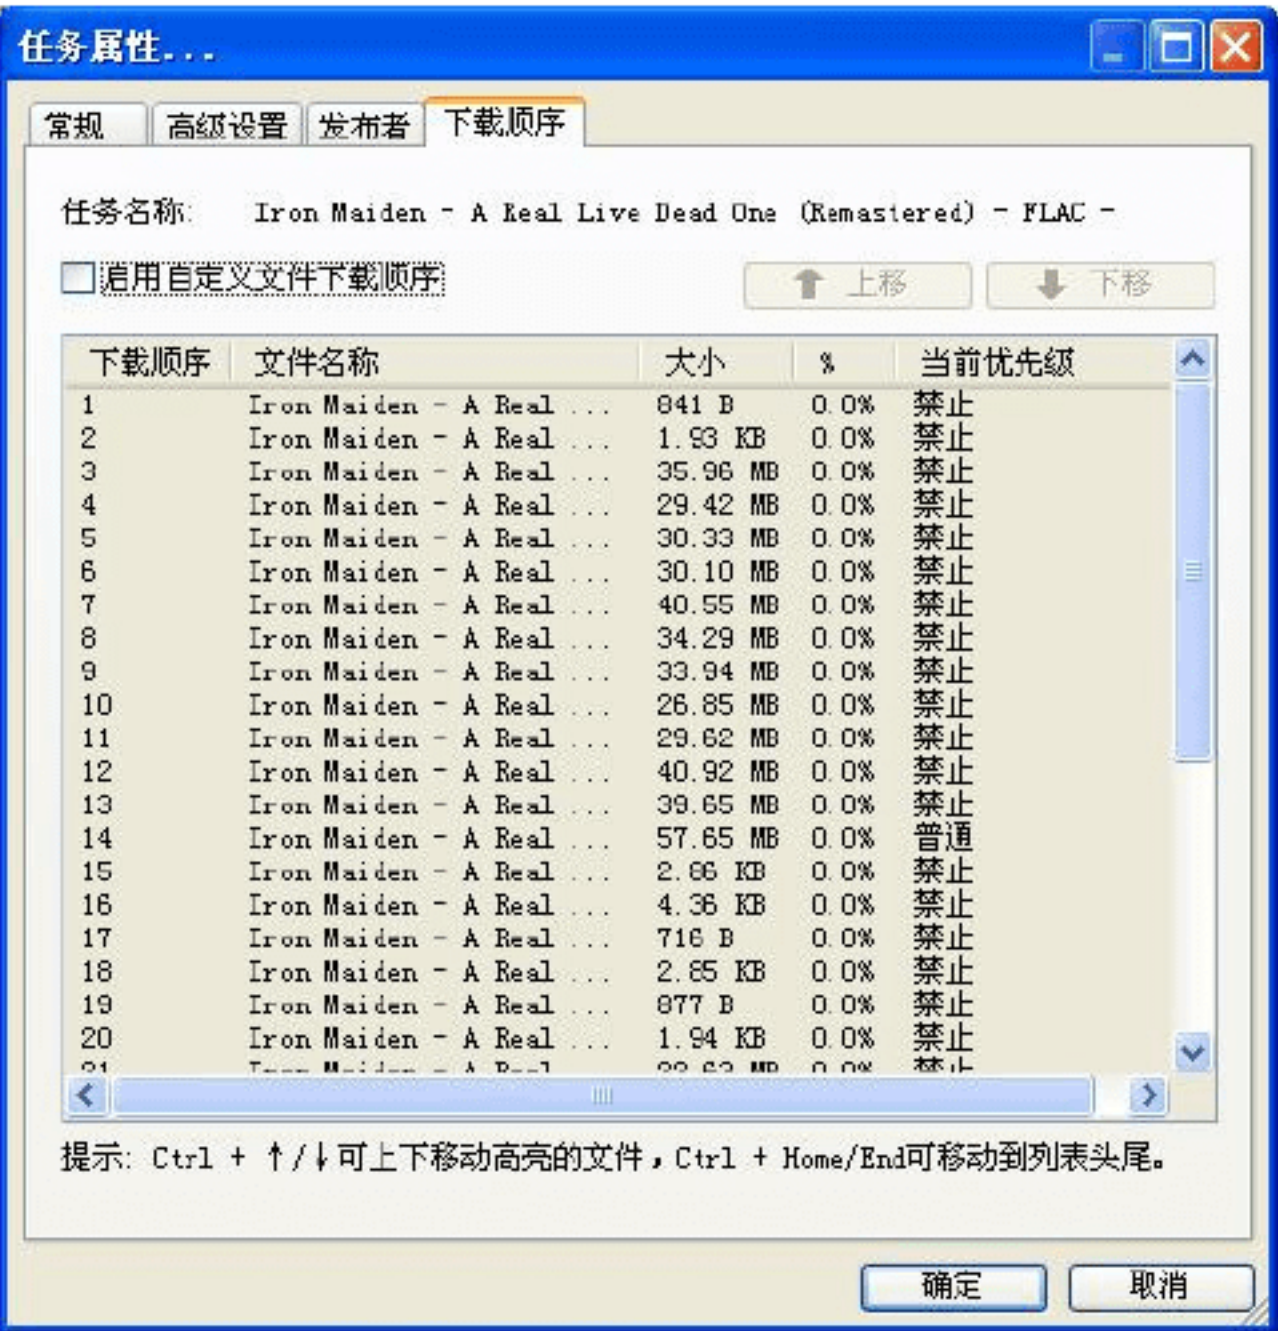 任务属性...
常规 高级设置 发布者 下载顺序
任务名称: Iron Maiden - A Real Live Dead One (Remastered) - FLAC -
启用自定义文件下载顺序 上移 下移
下载顺序 文件名称 大小 % 当前优先级
1 Iron Maiden - A Real ... 841 B 0.0% 禁止
2 Iron Maiden - A Real ... 1.93 KB 0.0% 禁止
3 Iron Maiden - A Real ... 35.96 MB 0.0% 禁止
4 Iron Maiden - A Real ... 29.42 MB 0.0% 禁止
5 Iron Maiden - A Real ... 30.33 MB 0.0% 禁止
6 Iron Maiden - A Real ... 30.10 MB 0.0% 禁止
7 Iron Maiden - A Real ... 40.55 MB 0.0% 禁止
8 Iron Maiden - A Real ... 34.29 MB 0.0% 禁止
9 Iron Maiden - A Real ... 33.94 MB 0.0% 禁止
10 Iron Maiden - A Real ... 26.85 MB 0.0% 禁止
11 Iron Maiden - A Real ... 29.62 MB 0.0% 禁止
12 Iron Maiden - A Real ... 40.92 MB 0.0% 禁止
13 Iron Maiden - A Real ... 39.65 MB 0.0% 禁止
14 Iron Maiden - A Real ... 57.65 MB 0.0% 普通
15 Iron Maiden - A Real ... 2.86 KB 0.0% 禁止
16 Iron Maiden - A Real ... 4.36 KB 0.0% 禁止
17 Iron Maiden - A Real ... 716 B 0.0% 禁止
18 Iron Maiden - A Real ... 2.85 KB 0.0% 禁止
19 Iron Maiden - A Real ... 877 B 0.0% 禁止
20 Iron Maiden - A Real ... 1.94 KB 0.0% 禁止
21 Iron Maiden - A Real MB 0.0% 禁止
提示: Ctrl + ↑/↓可上下移动高亮的文件，Ctrl + Home/End可移动到列表头尾。
确定 取消